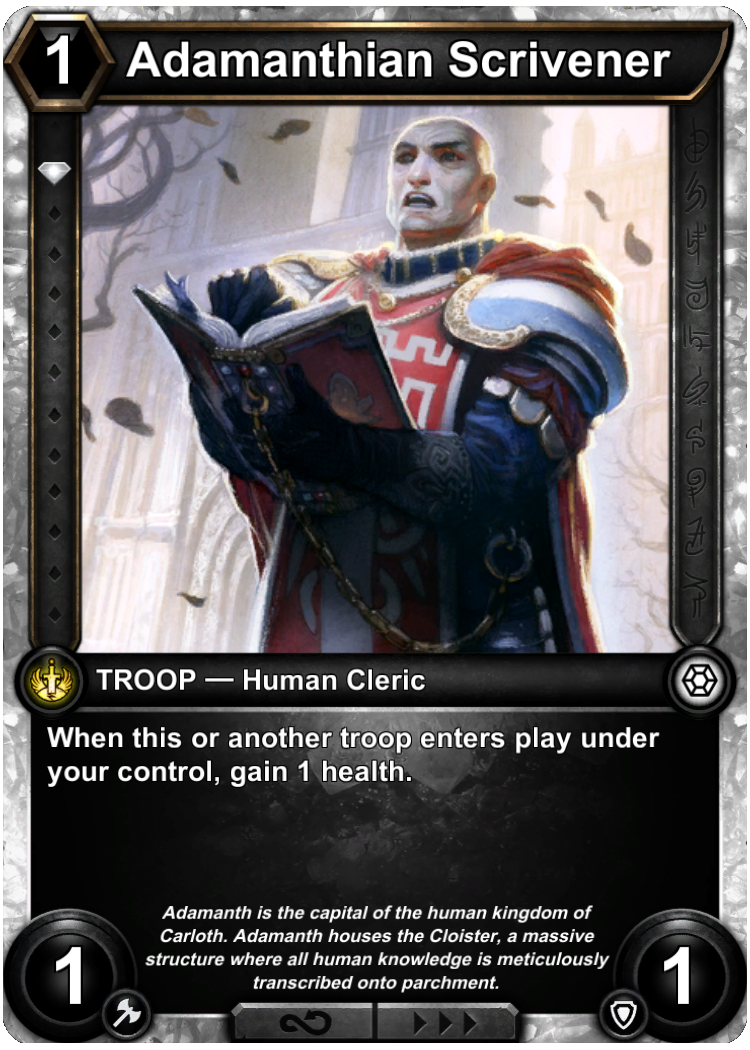 1
Adamanthian Scrivener
TROOP — Human Cleric
When this or another troop enters play under
your control, gain 1 health.
Adamanth is the capital of the human kingdom of
Carloth. Adamanth houses the Cloister, a massive
structure where all human knowledge is meticulously
transcribed onto parchment.
1
1